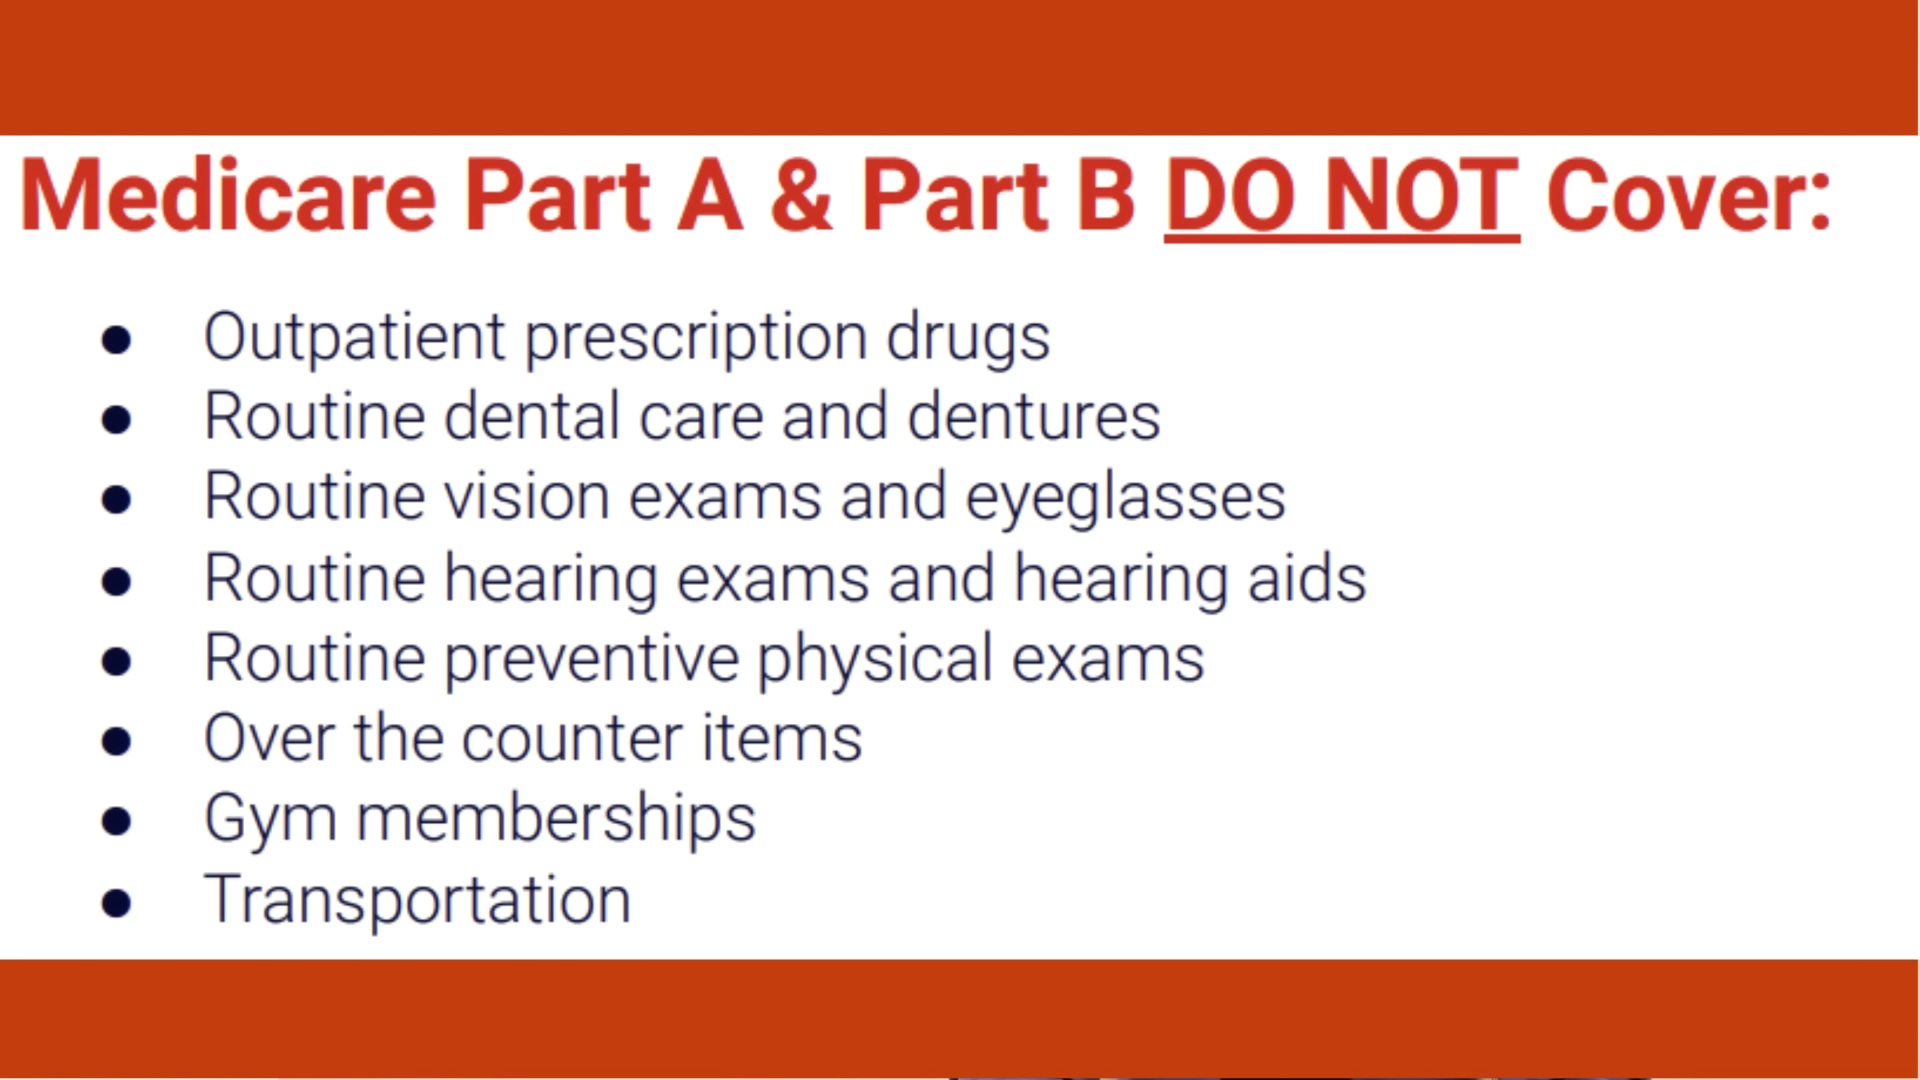 Medicare Part A & Part B DO NOT Cover:
● Outpatient prescription drugs
● Routine dental care and dentures
● Routine vision exams and eyeglasses
● Routine hearing exams and hearing aids
● Routine preventive physical exams
● Over the counter items
● Gym memberships
● Transportation